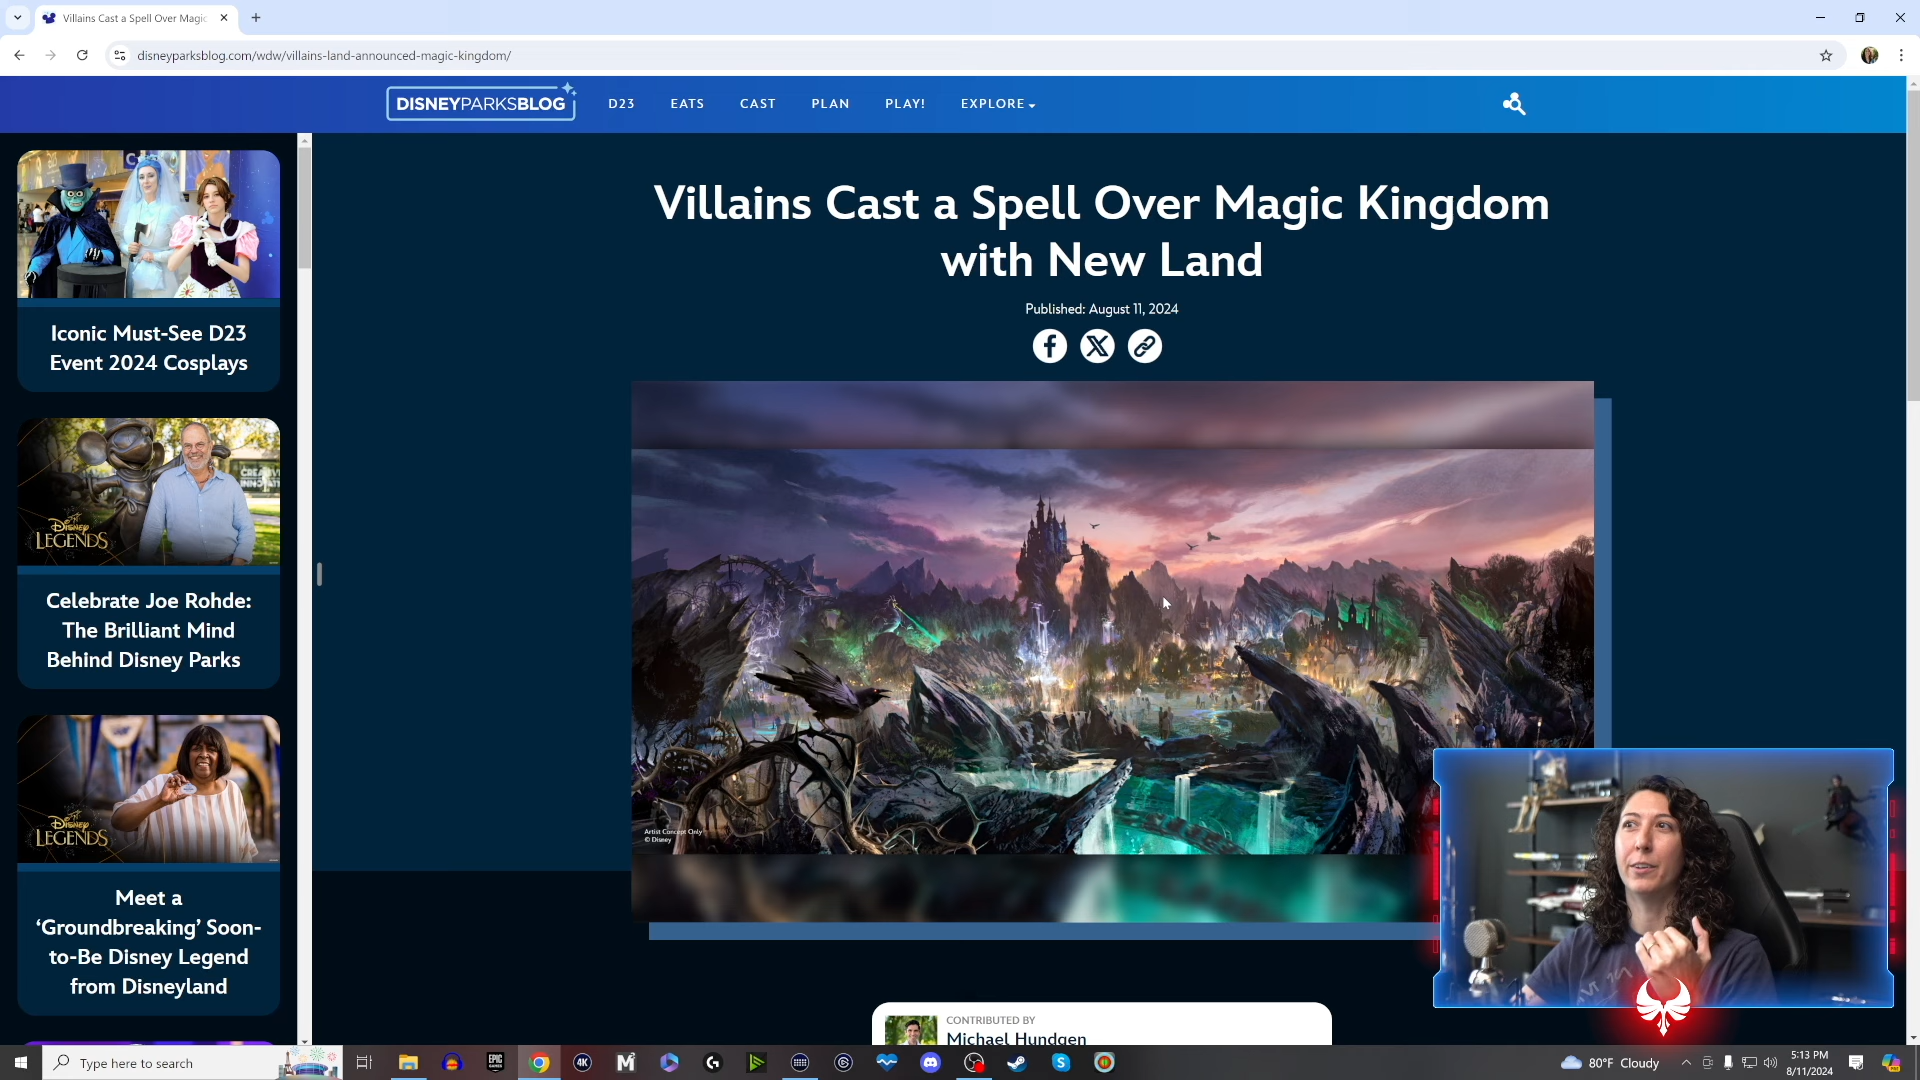 Villains Cast a Spell Over Magic
disneyparksblog.com/wdw/villains-land-announced-magic-kingdom/
DISNEYPARKSBLOG
D23
EATS
CAST
PLAN
PLAY!
EXPLORE
Iconic Must-See D23
Event 2024 Cosplays
Disney
LEGENDS
Celebrate Joe Rohde:
The Brilliant Mind
Behind Disney Parks
Disney
LEGENDS
Meet a
‘Groundbreaking’ Soon-
to-Be Disney Legend
from Disneyland
Villains Cast a Spell Over Magic Kingdom
with New Land
Published: August 11, 2024
Artist Concept Only
© Disney
CONTRIBUTED BY
Michael Hundgen
Type here to search
EPIC
GAMES
4K
80°F Cloudy
5:13 PM
8/11/2024